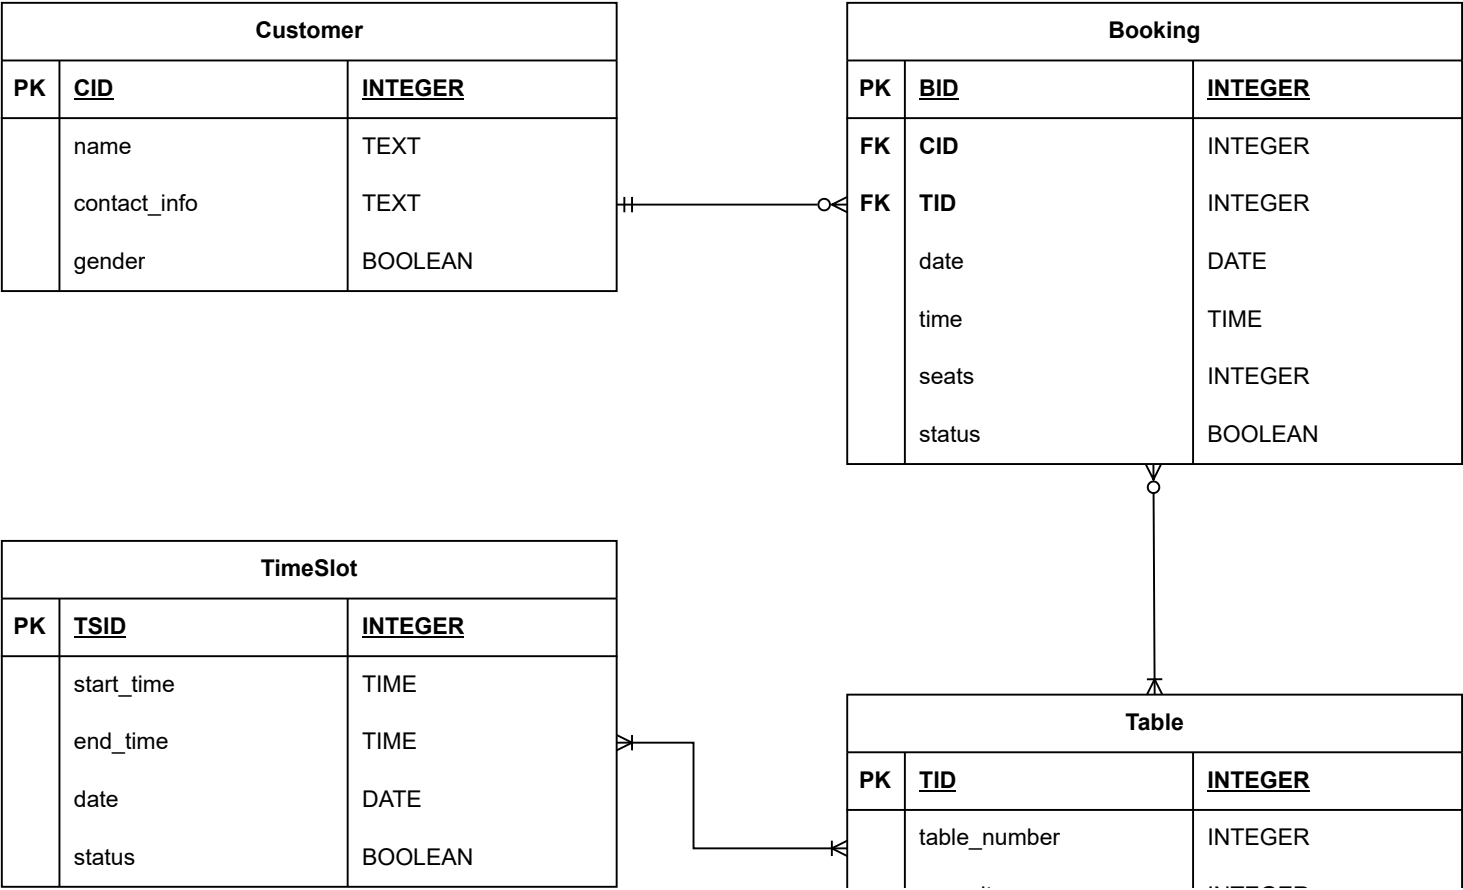 Customer
PK CID INTEGER
name TEXT
contact_info TEXT
gender BOOLEAN
Booking
PK BID INTEGER
FK CID INTEGER
FK TID INTEGER
date DATE
time TIME
seats INTEGER
status BOOLEAN
TimeSlot
PK TSID INTEGER
start_time TIME
end_time TIME
date DATE
status BOOLEAN
Table
PK TID INTEGER
table_number INTEGER
INTEGER